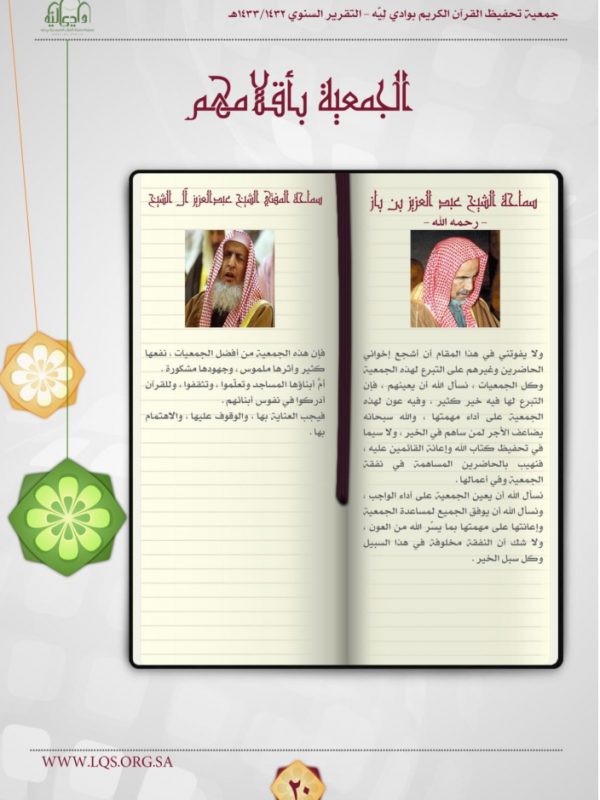 جمعية تحفيظ القرآن الكريم بوادي ليّه - التقرير السنوي ١٤٣٢/١٤٣٣هـ
وادي ليّه
الجمعية بأقلامهم
سماحة الشيخ عبد العزيز بن باز
- رحمه الله -
ولا يفوتني في هذا المقام أن أشجع إخواني
الحاضرين وغيرهم على التبرع لهذه الجمعية
وكل الجمعيات ، نسأل الله أن يعينهم ، فإن
التبرع لها فيه خير كثير ، وفيه عون لهذه
الجمعية على أداء مهمتها ، والله سبحانه
يضاعف الأجر لمن ساهم في الخير ، ولا سيما
في تحفيظ كتاب الله وإعانة القائمين عليه ،
فنهيب بالحاضرين المساهمة في نفقة
الجمعية وفي أعمالها .
نسأل الله أن يعين الجمعية على أداء الواجب ،
ونسأل الله أن يوفق الجميع لمساعدة الجمعية
وإعانتها على مهمتها بما يسّر الله من العون ،
ولا شك أن النفقة مخلوفة في هذا السبيل
وكل سبل الخير .
سماحة المفتي الشيخ عبدالعزيز آل الشيخ
فإن هذه الجمعية من أفضل الجمعيات ، نفعها
كثير وأثرها ملموس ، وجهودها مشكورة .
أمّ أبناؤها المساجد وتعلّموا ، وتثقفوا ، وللقرآن
أدركوا في نفوس أبنائهم .
فيجب العناية بها ، والوقوف عليها ، والاهتمام
بها .
WWW.LQS.ORG.SA
٢٠